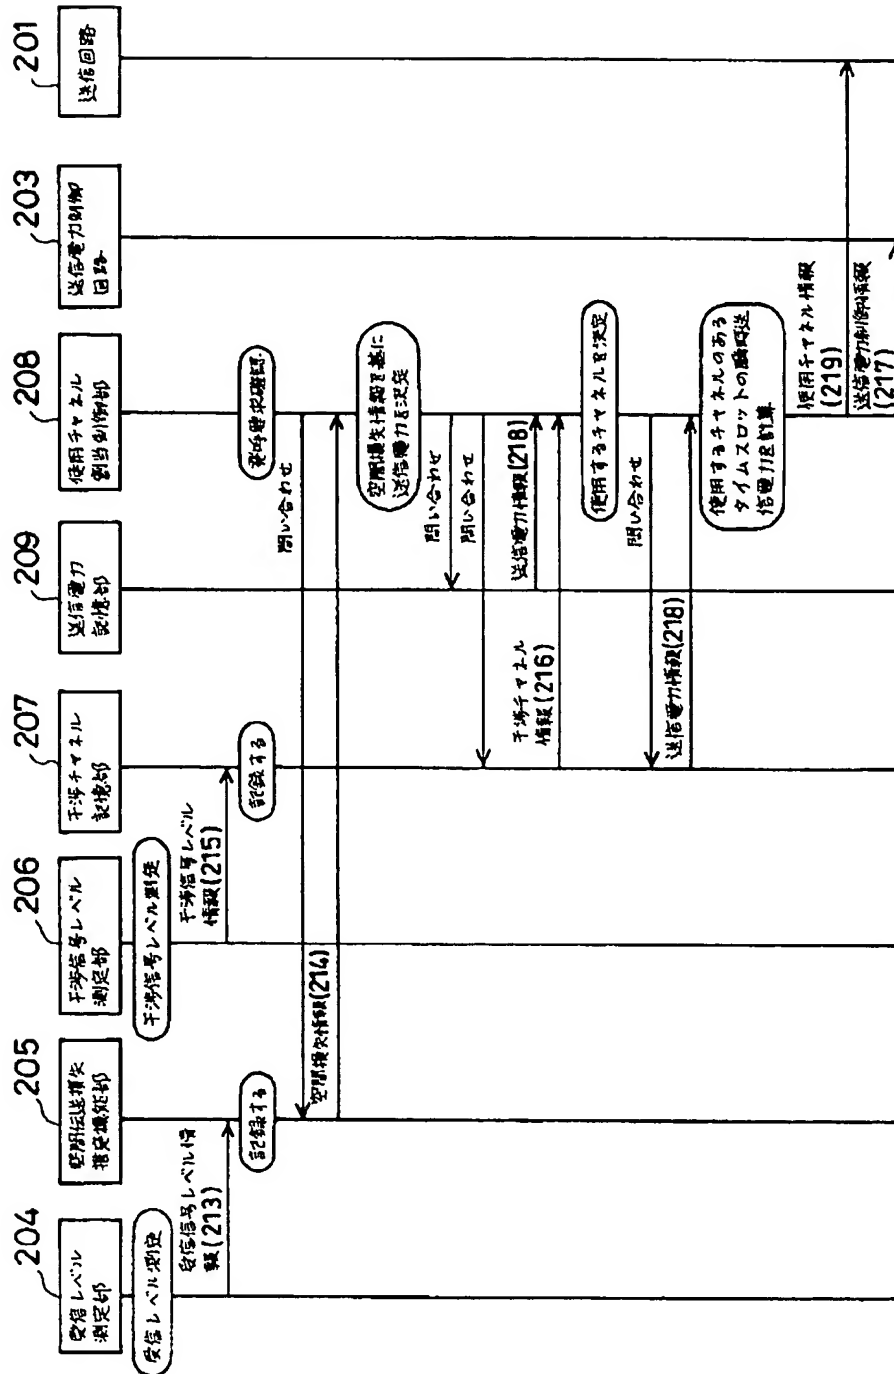 204
受信レベル
測定部
205
空間伝送損失
推定機能部
206
干渉信号レベル
測定部
207
干渉チャネル
記憶部
209
送信電力
記憶部
208
使用チャネル
割当制御部
203
送信電力制御
回路
201
送信回路
受信レベル測定
干渉信号レベル測定
受信信号レベル情
報(213)
干渉信号レベル
情報(215)
記録する
記録する
発呼要求確認
問い合わせ
空間損失情報(214)
空間損失情報を基に
送信電力を決定
問い合わせ
問い合わせ
送信電力情報(218)
干渉チャネル
情報(216)
使用するチャネルを決定
問い合わせ
送信電力情報(218)
使用するチャネルのある
タイムスロットの瞬時送
信電力を計算
使用チャネル情報
(219)
送信電力制御情報
(217)